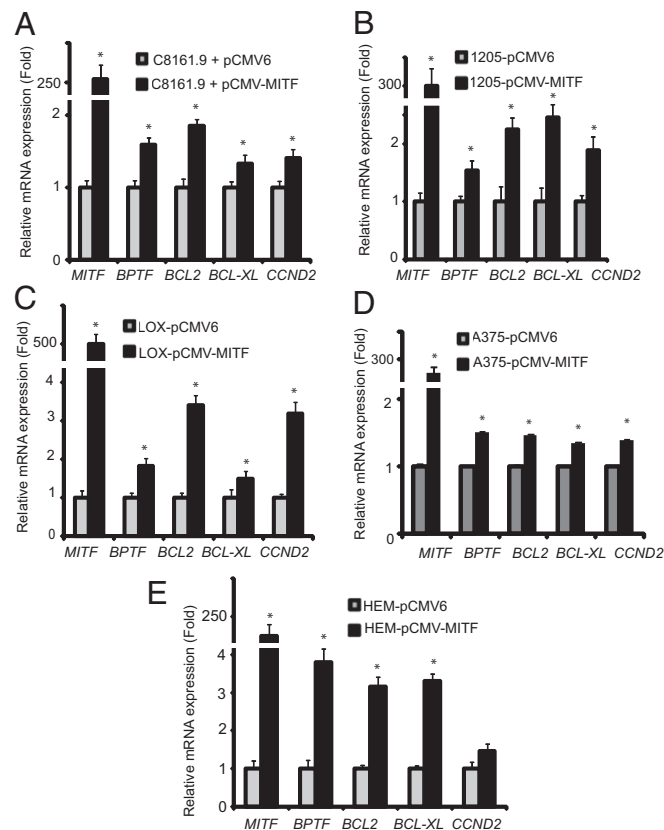 A
Relative mRNA expression (Fold)
C8161.9 + pCMV6
C8161.9 + pCMV-MITF
250
2
1
0
* * * * *
MITF BPTF BCL2 BCL-XL CCND2
B
Relative mRNA expression (Fold)
1205-pCMV6
1205-pCMV-MITF
300
2
1
0
* * * * *
MITF BPTF BCL2 BCL-XL CCND2
C
Relative mRNA expression (Fold)
LOX-pCMV6
LOX-pCMV-MITF
500
4
3
2
1
0
* * * * *
MITF BPTF BCL2 BCL-XL CCND2
D
Relative mRNA expression (Fold)
A375-pCMV6
A375-pCMV-MITF
300
2
1
0
* * * * *
MITF BPTF BCL2 BCL-XL CCND2
E
Relative mRNA expression (Fold)
HEM-pCMV6
HEM-pCMV-MITF
250
4
3
2
1
0
* * * *
MITF BPTF BCL2 BCL-XL CCND2